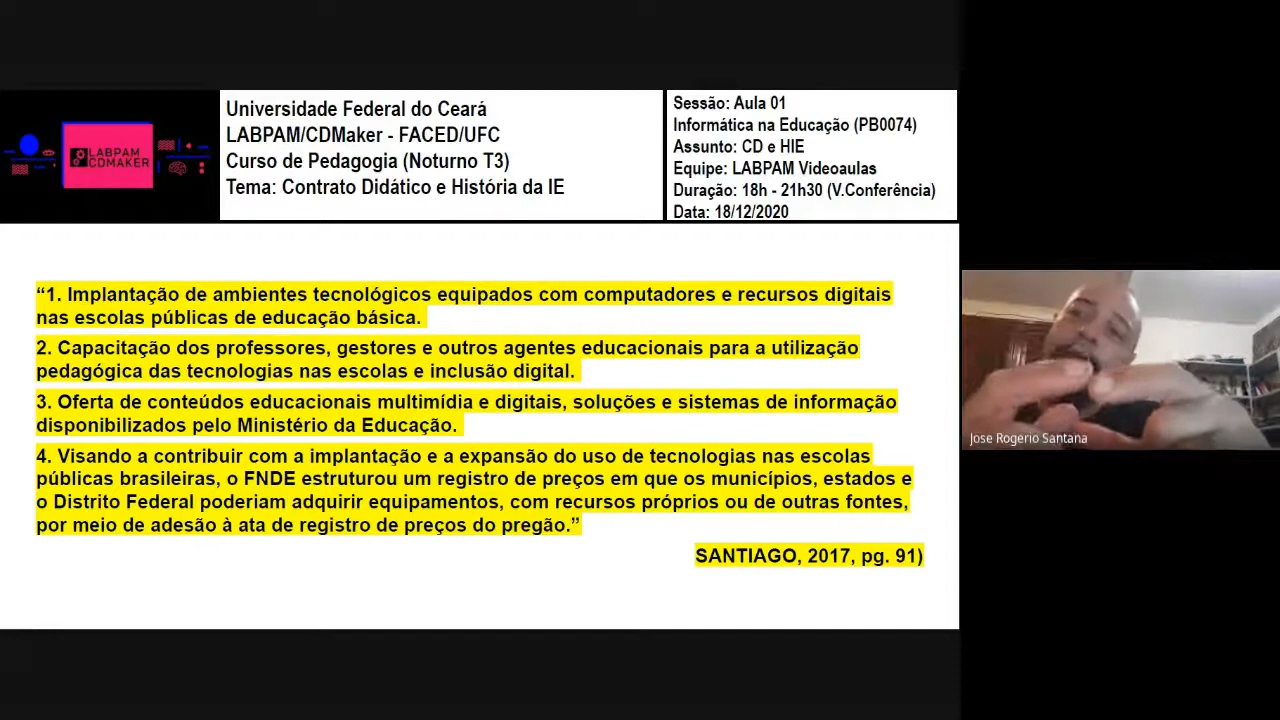 LABPAM
CDMAKER
Universidade Federal do Ceará
LABPAM/CDMaker - FACED/UFC
Curso de Pedagogia (Noturno T3)
Tema: Contrato Didático e História da IE
Sessão: Aula 01
Informática na Educação (PB0074)
Assunto: CD e HIE
Equipe: LABPAM Videoaulas
Duração: 18h - 21h30 (V.Conferência)
Data: 18/12/2020
“1. Implantação de ambientes tecnológicos equipados com computadores e recursos digitais
nas escolas públicas de educação básica.
2. Capacitação dos professores, gestores e outros agentes educacionais para a utilização
pedagógica das tecnologias nas escolas e inclusão digital.
3. Oferta de conteúdos educacionais multimídia e digitais, soluções e sistemas de informação
disponibilizados pelo Ministério da Educação.
4. Visando a contribuir com a implantação e a expansão do uso de tecnologias nas escolas
públicas brasileiras, o FNDE estruturou um registro de preços em que os municípios, estados e
o Distrito Federal poderiam adquirir equipamentos, com recursos próprios ou de outras fontes,
por meio de adesão à ata de registro de preços do pregão.”
SANTIAGO, 2017, pg. 91)
Jose Rogerio Santana